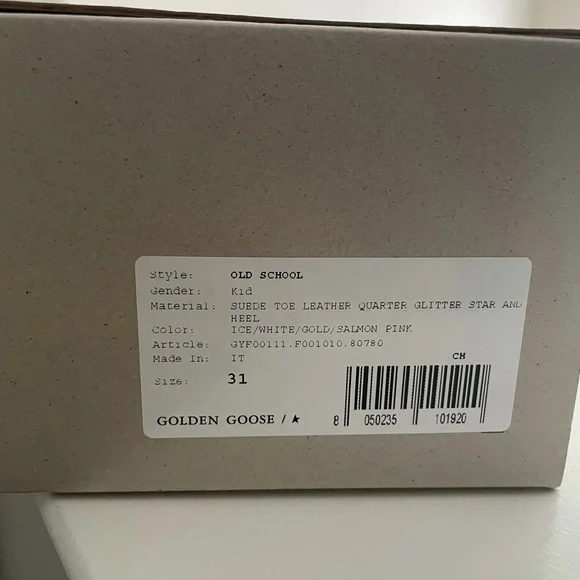 Style: OLD SCHOOL
Gender: Kid
Material: SUEDE TOE LEATHER QUARTER GLITTER STAR AND
HEEL
Color: ICE/WHITE/GOLD/SALMON PINK
Article: GYF00111.F001010.80780
Made In: IT
CH
Size: 31
GOLDEN GOOSE / ★
8 050235 101920